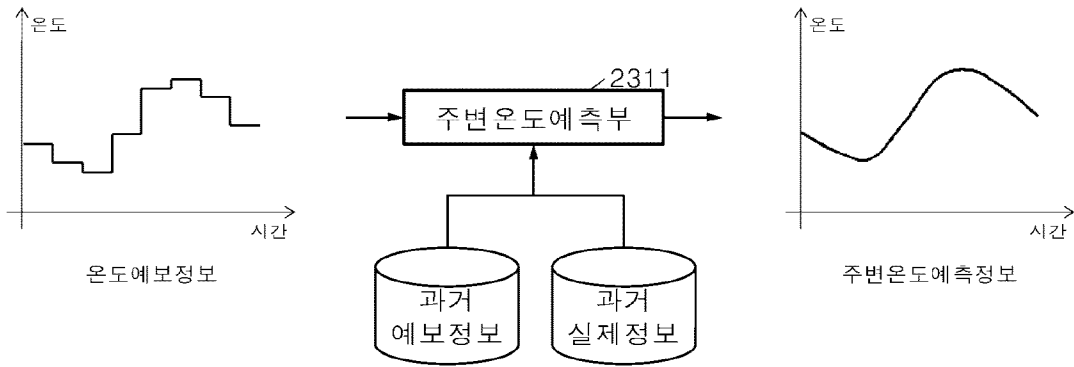 온도
시간
온도예보정보
2311
주변온도예측부
과거
예보정보
과거
실제정보
온도
시간
주변온도예측정보